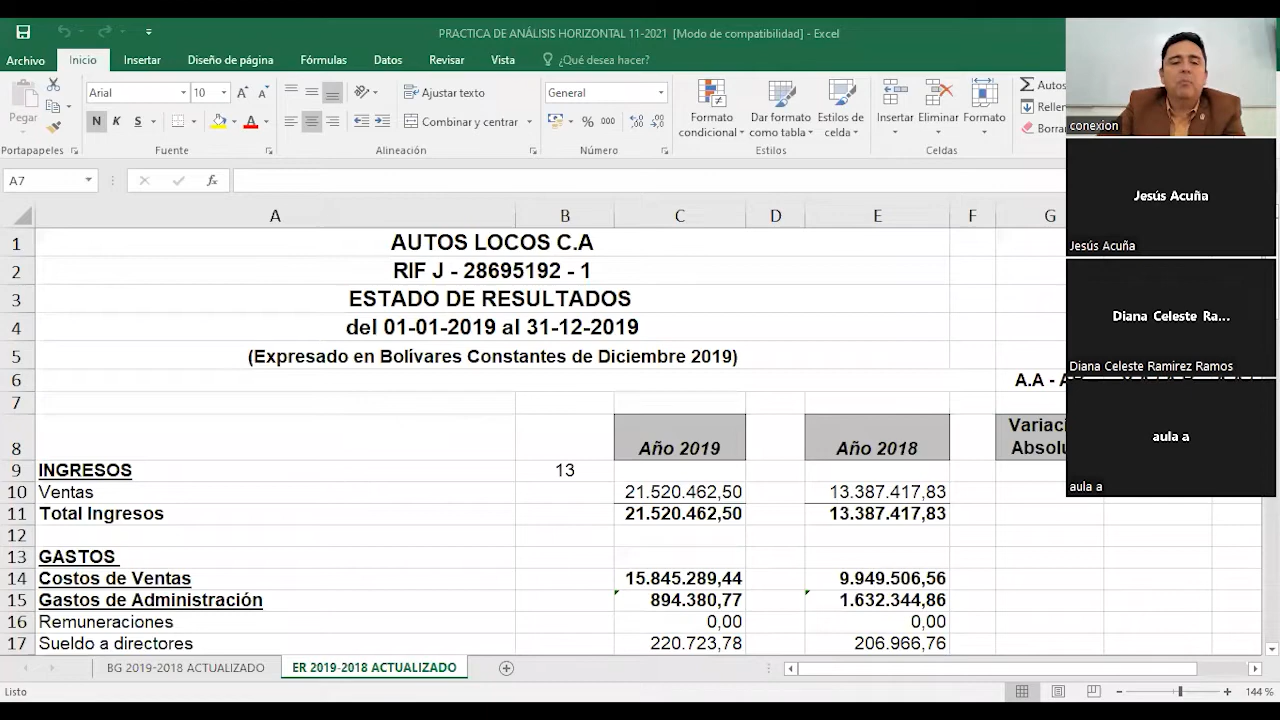 PRACTICA DE ANÁLISIS HORIZONTAL 11-2021 [Modo de compatibilidad] - Excel
Archivo Inicio Insertar Diseño de página Fórmulas Datos Revisar Vista ¿Qué desea hacer?
Pegar
Arial 10
N K S
Ajustar texto
Combinar y centrar
General
% 000
Formato condicional
Dar formato como tabla
Estilos de celda
Insertar Eliminar Formato
Autos
Reller
Borra
Portapapeles Fuente Alineación Número Estilos Celdas
A7 fx
A B C D E F G
1 AUTOS LOCOS C.A
2 RIF J - 28695192 - 1
3 ESTADO DE RESULTADOS
4 del 01-01-2019 al 31-12-2019
5 (Expresado en Bolívares Constantes de Diciembre 2019)
6 A.A - A
7
8 Año 2019 Año 2018 Variaci Absolu
9 INGRESOS 13
10 Ventas 21.520.462,50 13.387.417,83
11 Total Ingresos 21.520.462,50 13.387.417,83
12
13 GASTOS
14 Costos de Ventas 15.845.289,44 9.949.506,56
15 Gastos de Administración 894.380,77 1.632.344,86
16 Remuneraciones 0,00 0,00
17 Sueldo a directores 220.723,78 206.966,76
BG 2019-2018 ACTUALIZADO ER 2019-2018 ACTUALIZADO
Listo 144 %
conexion
Jesús Acuña
Jesús Acuña
Diana Celeste Ra...
Diana Celeste Ramirez Ramos
aula a
aula a